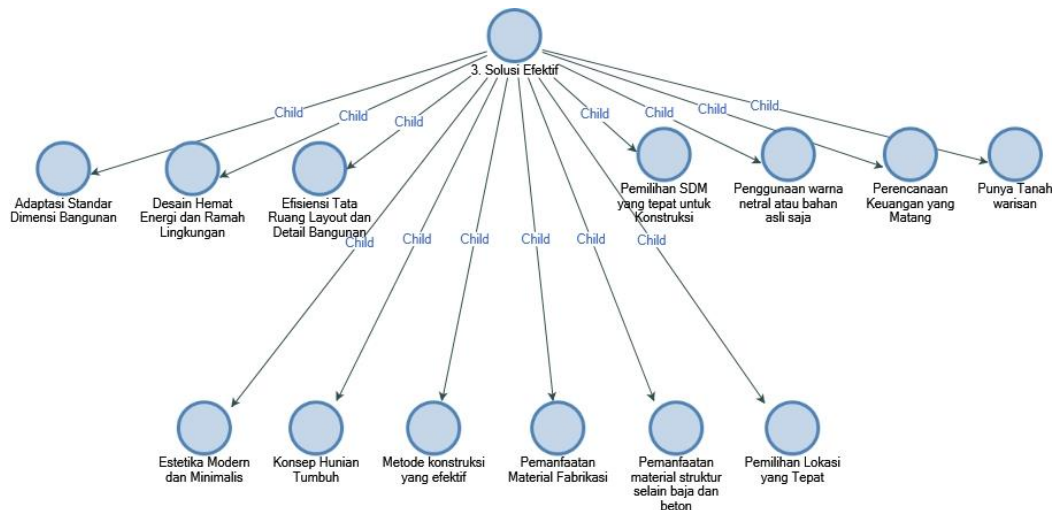 3. Solusi Efektif
Child
Child
Child
Child
Child
Child
Child
Adaptasi Standar
Dimensi Bangunan
Desain Hemat
Energi dan Ramah
Lingkungan
Efisiensi Tata
Ruang Layout dan
Detail Bangunan
Pemilihan SDM
yang tepat untuk
Konstruksi
Penggunaan warna
netral atau bahan
asli saja
Perencanaan
Keuangan yang
Matang
Punya Tanah
warisan
Child
Child
Child
Child
Child
Child
Estetika Modern
dan Minimalis
Konsep Hunian
Tumbuh
Metode konstruksi
yang efektif
Pemanfaatan
Material Fabrikasi
Pemanfaatan
material struktur
selain baja dan
beton
Pemilihan Lokasi
yang Tepat